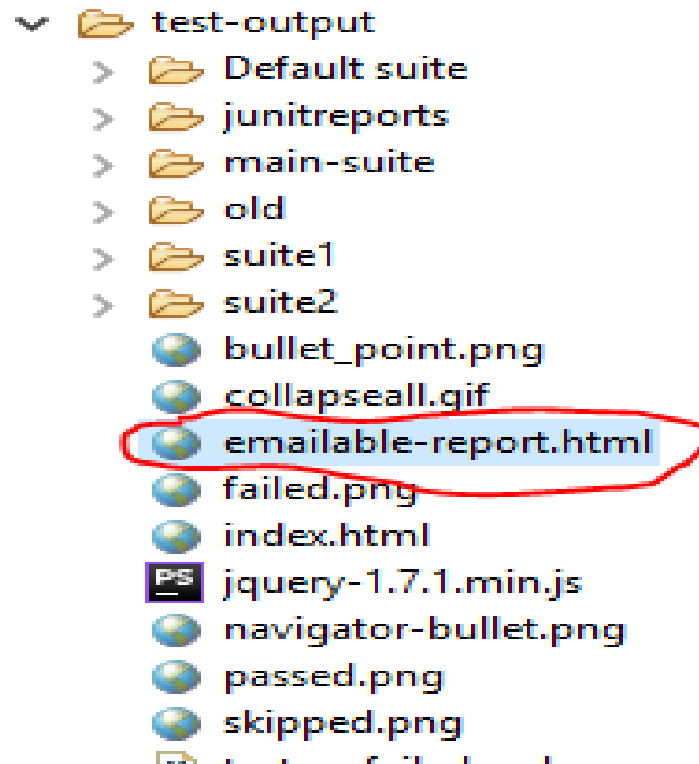 test-output
Default suite
junitreports
main-suite
old
suite1
suite2
bullet_point.png
collapseall.gif
emailable-report.html
failed.png
index.html
PS jquery-1.7.1.min.js
navigator-bullet.png
passed.png
skipped.png